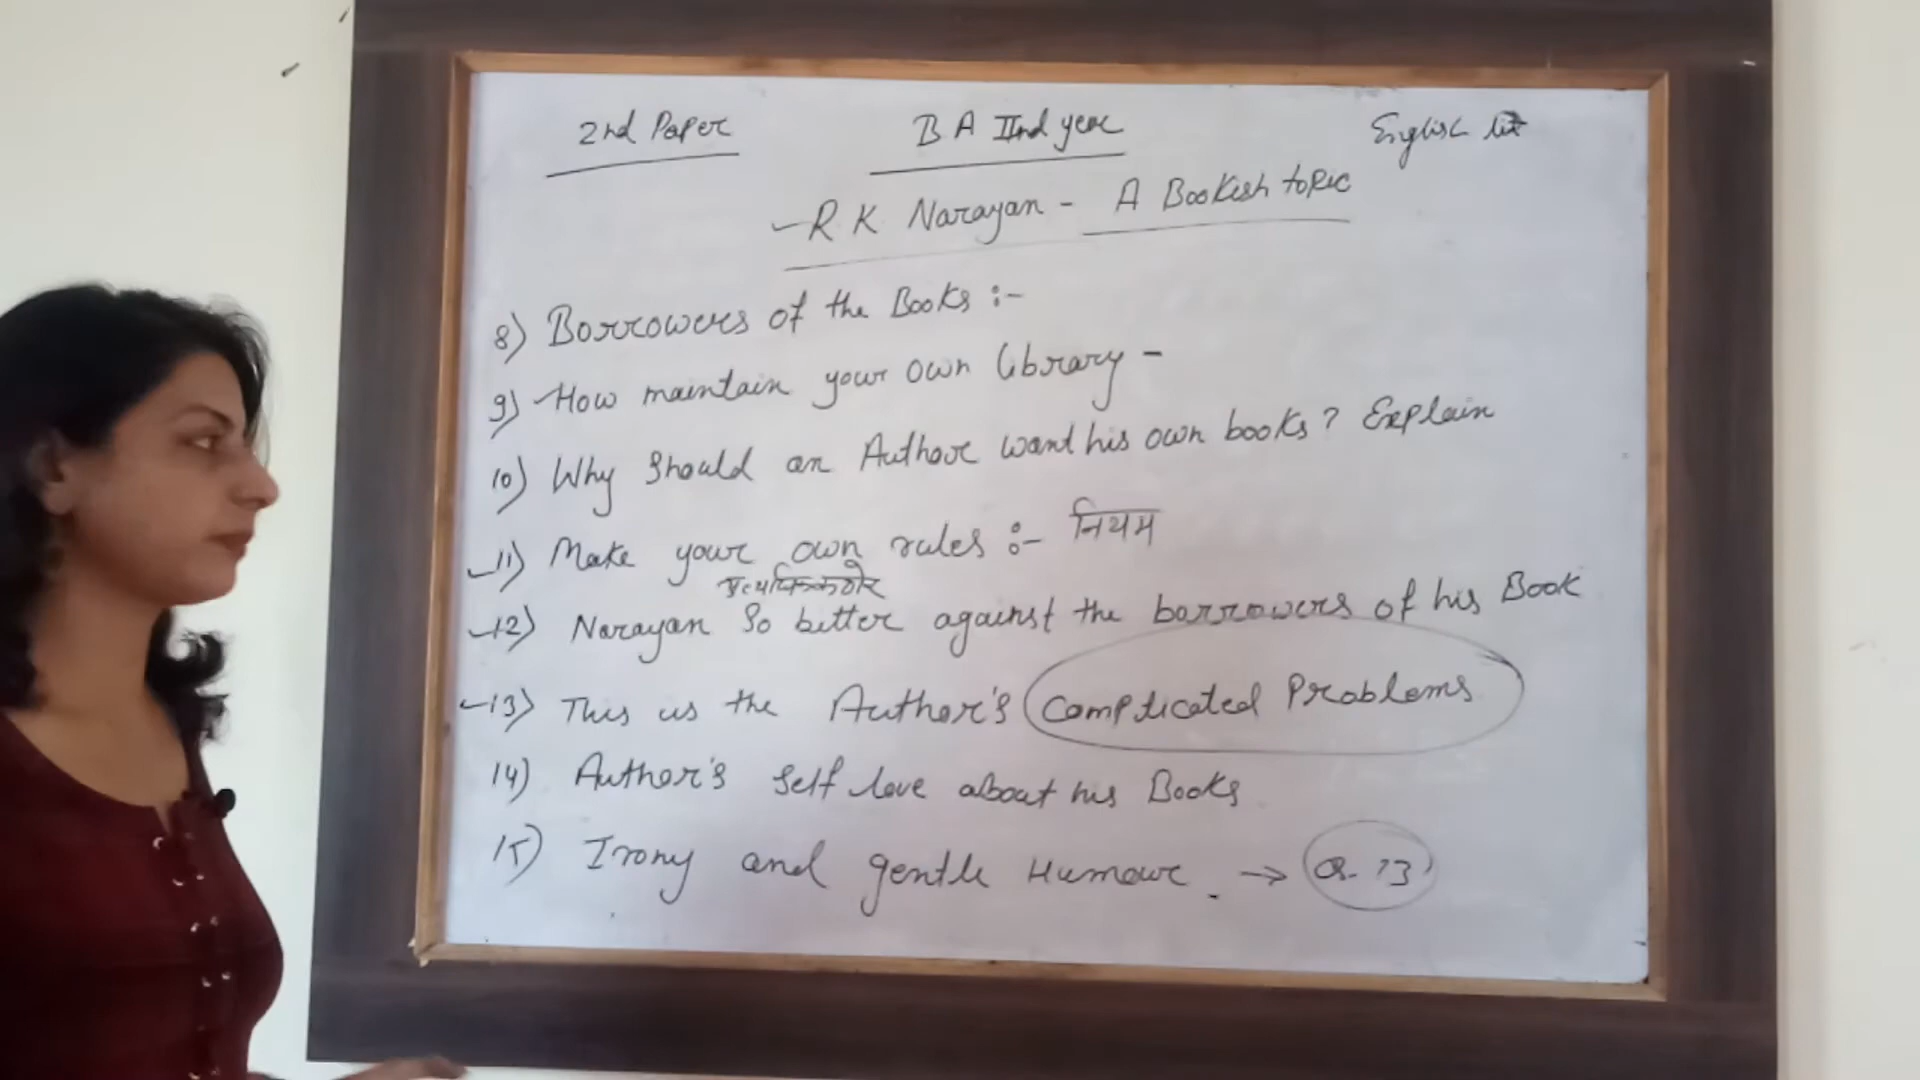 2nd Paper
B A IInd year
English lit
R K Narayan - A Bookish topic
8) Borrowers of the Books :-
9) How maintain your own library -
10) Why Should an Author want his own books? Explain
11) Make your own rules :- नियम
अत्यधिक कठोर
12) Narayan So bitter against the borrowers of his Book
13) This is the Author's Complicated Problems
14) Author's Self love about his Books
15) Irony and gentle Humour. → Q. 13